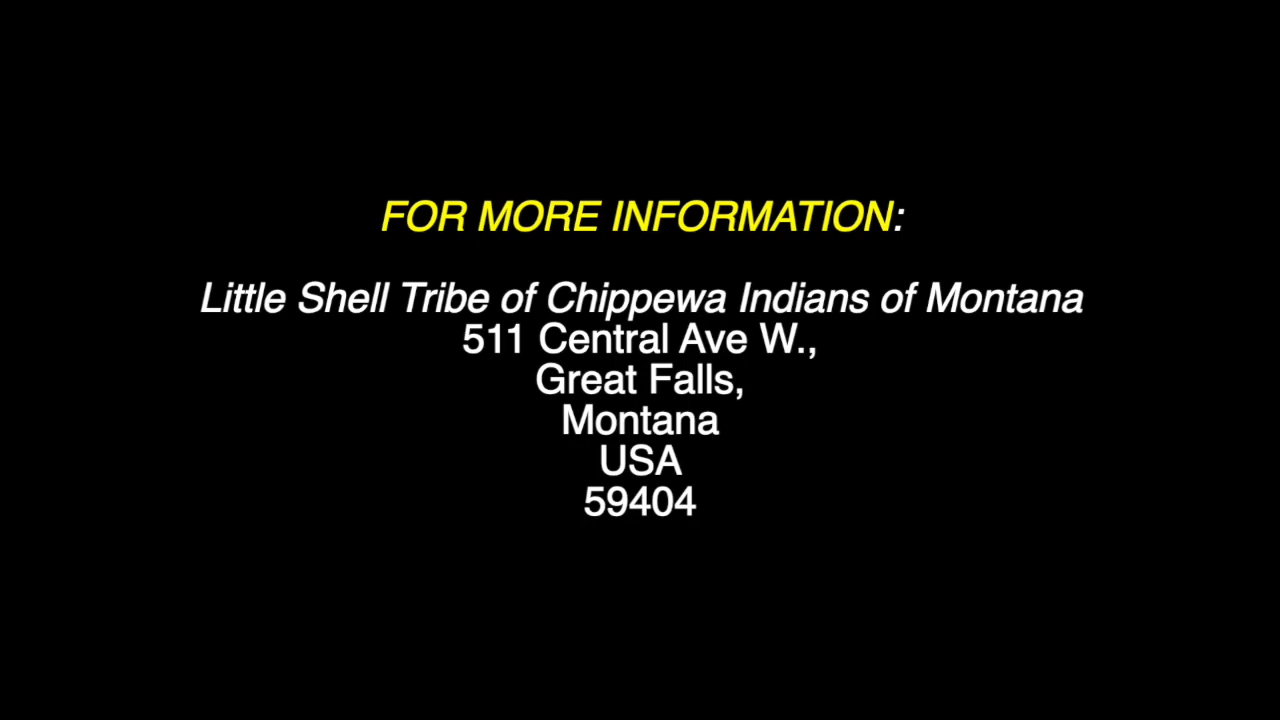 FOR MORE INFORMATION:
Little Shell Tribe of Chippewa Indians of Montana
511 Central Ave W.,
Great Falls,
Montana
USA
59404